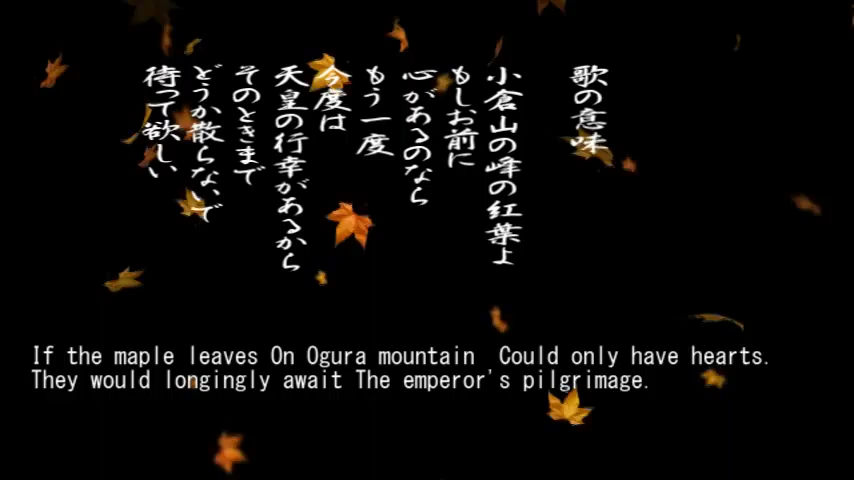 歌の意味
小倉山の峰の紅葉よ
もしお前に
心があるのなら
もう一度
今度は
天皇の行幸があるから
そのときまで
どうか散らないで
待って欲しい
If the maple leaves On Ogura mountain  Could only have hearts.
They would longingly await The emperor's pilgrimage.